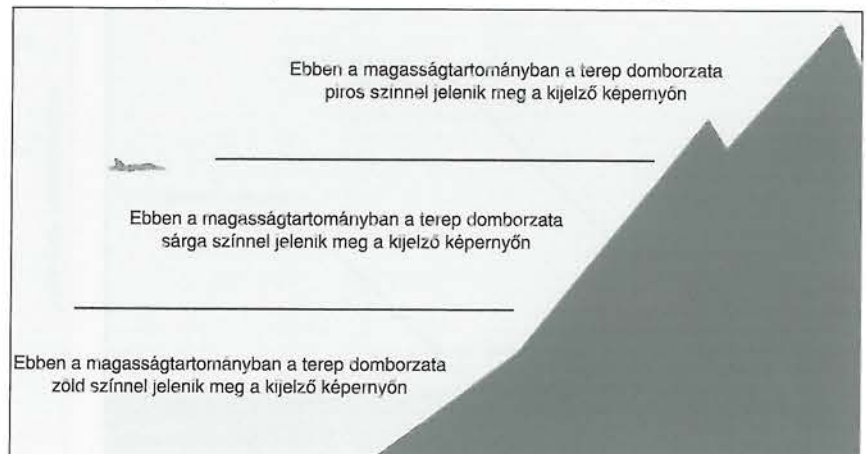 Ebben a magasságtartományban a terep domborzata
piros színnel jelenik meg a kijelző képernyőn
Ebben a magasságtartományban a terep domborzata
sárga színnel jelenik meg a kijelző képernyőn
Ebben a magasságtartományban a terep domborzata
zöld színnel jelenik meg a kijelző képernyőn